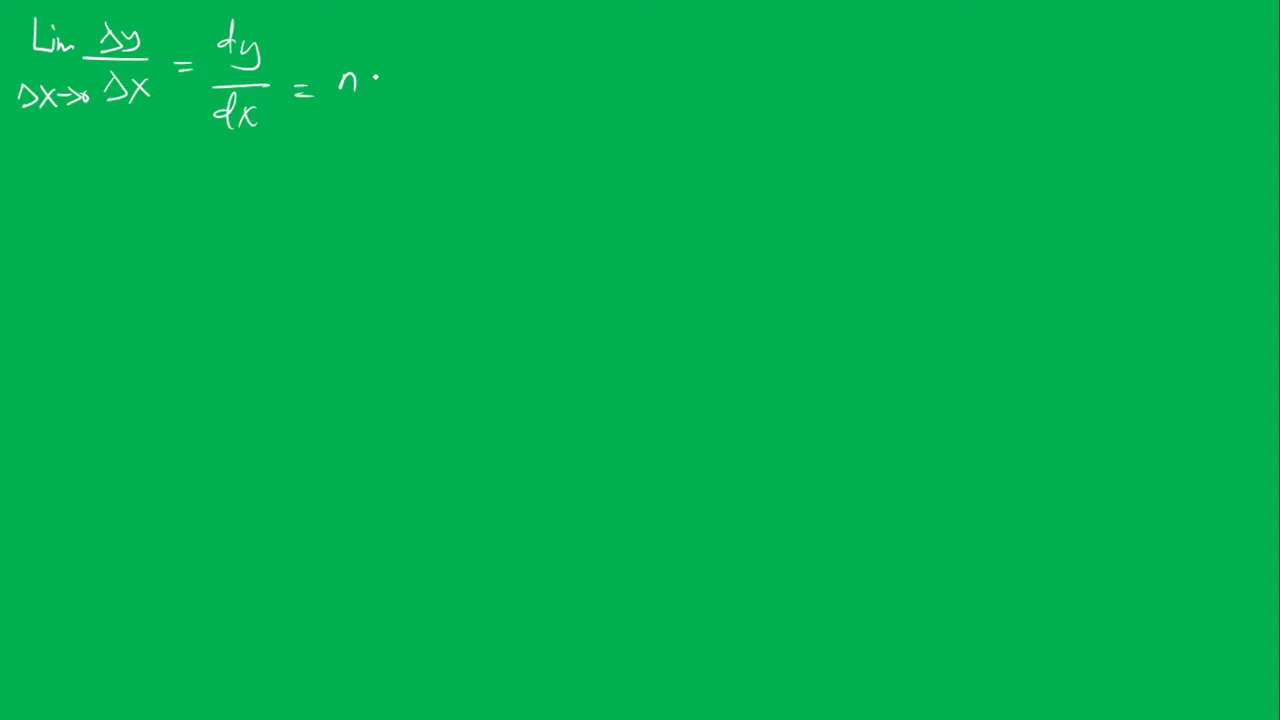 Lim Δy/Δx = dy/dx = n ·
Δx→0